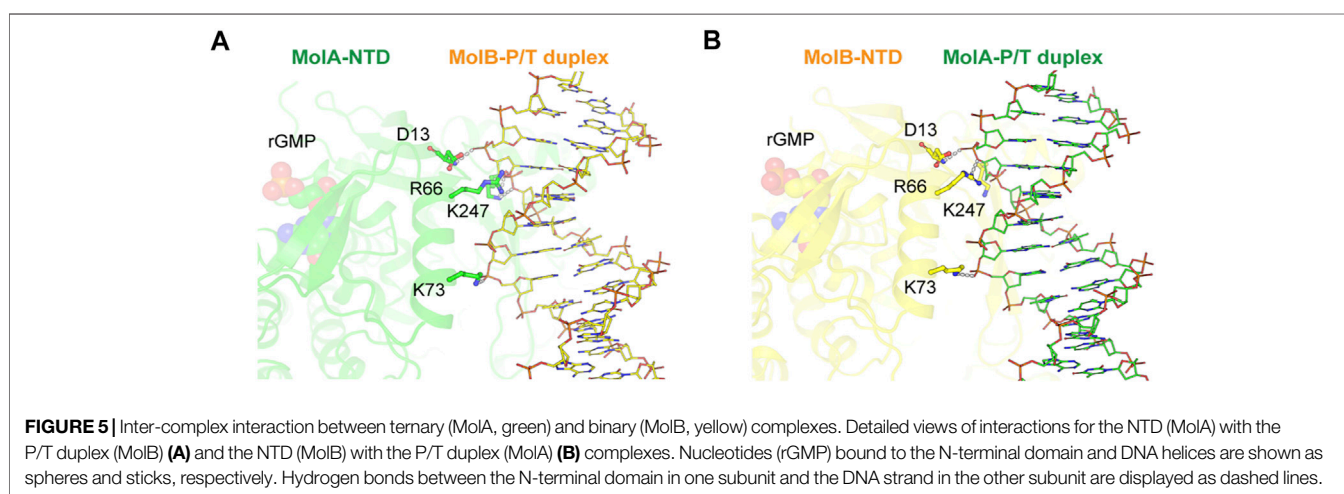 A
MolA-NTD
MolB-P/T duplex
rGMP
D13
R66
K247
K73
B
MolB-NTD
MolA-P/T duplex
rGMP
D13
R66
K247
K73
FIGURE 5 | Inter-complex interaction between ternary (MolA, green) and binary (MolB, yellow) complexes. Detailed views of interactions for the NTD (MolA) with the
P/T duplex (MolB) (A) and the NTD (MolB) with the P/T duplex (MolA) (B) complexes. Nucleotides (rGMP) bound to the N-terminal domain and DNA helices are shown as
spheres and sticks, respectively. Hydrogen bonds between the N-terminal domain in one subunit and the DNA strand in the other subunit are displayed as dashed lines.